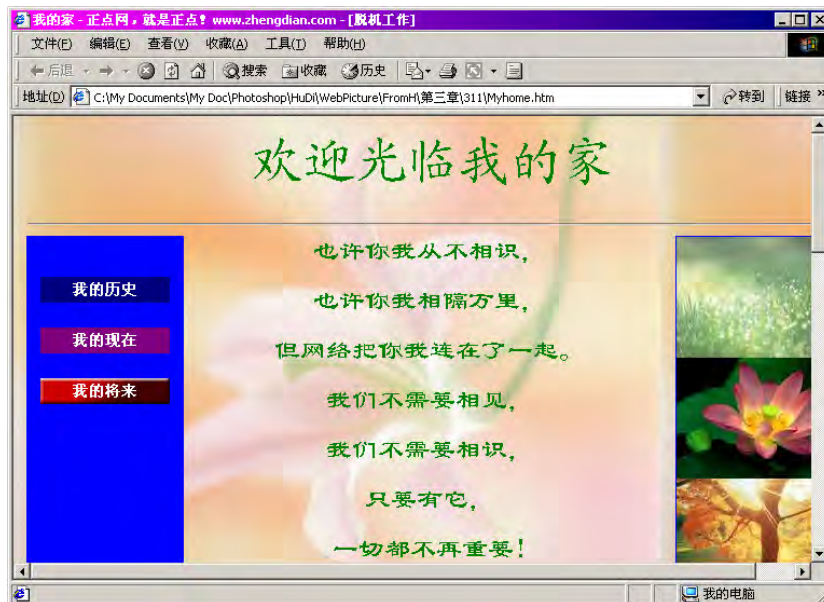 我的家 - 正点网，就是正点！www.zhengdian.com - [脱机工作]
文件(F) 编辑(E) 查看(V) 收藏(A) 工具(T) 帮助(H)
后退 搜索 收藏 历史
地址(D) C:\My Documents\My Doc\Photoshop\HuDi\WebPicture\FromH\第三章\311\Myhome.htm 转到 链接 »
欢迎光临我的家
我的历史
我的现在
我的将来
也许你我从不相识，
也许你我相隔万里，
但网络把你我连在了一起。
我们不需要相见，
我们不需要相识，
只要有它，
一切都不再重要！
我的电脑